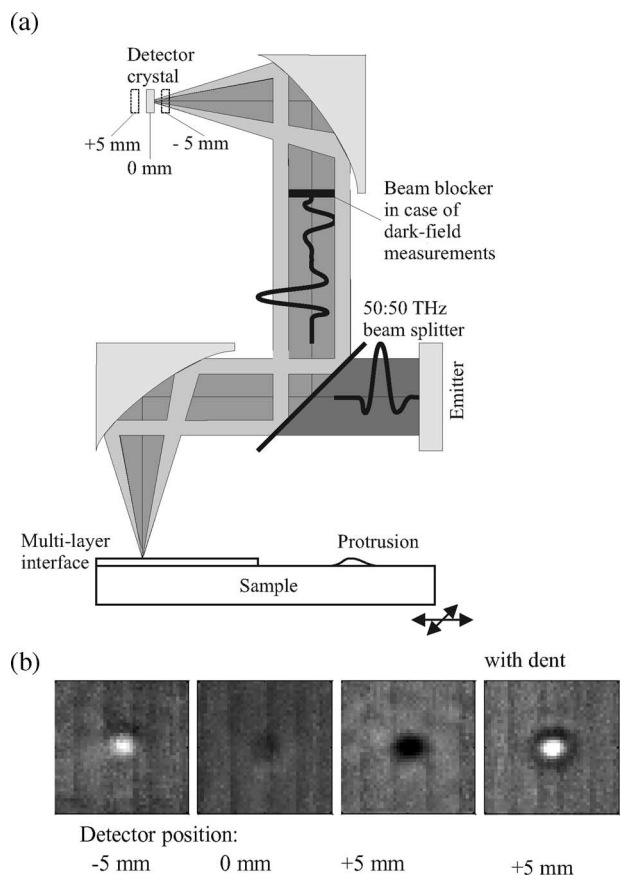 (a)
Detector
crystal
+5 mm
- 5 mm
0 mm
Beam blocker
in case of
dark-field
measurements
50:50 THz
beam splitter
Emitter
Multi-layer
interface
Protrusion
Sample
(b)
with dent
Detector position:
-5 mm 0 mm +5 mm +5 mm